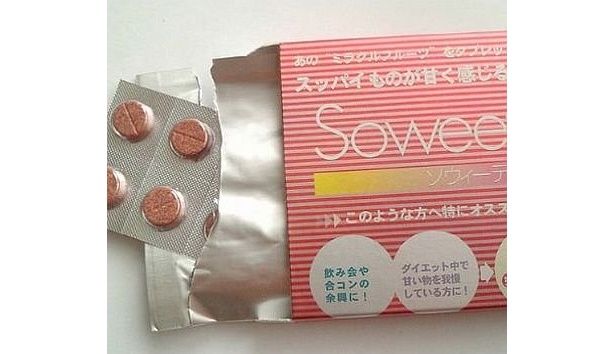 あの"ミラクルフルーツ"をタブレッ
スッパイものが甘く感じる
Sowee
ソウィーテ
このような方へ特にオススス
飲み会や
合コンの
余興に!
ダイエット中で
甘い物を我慢
している方に!